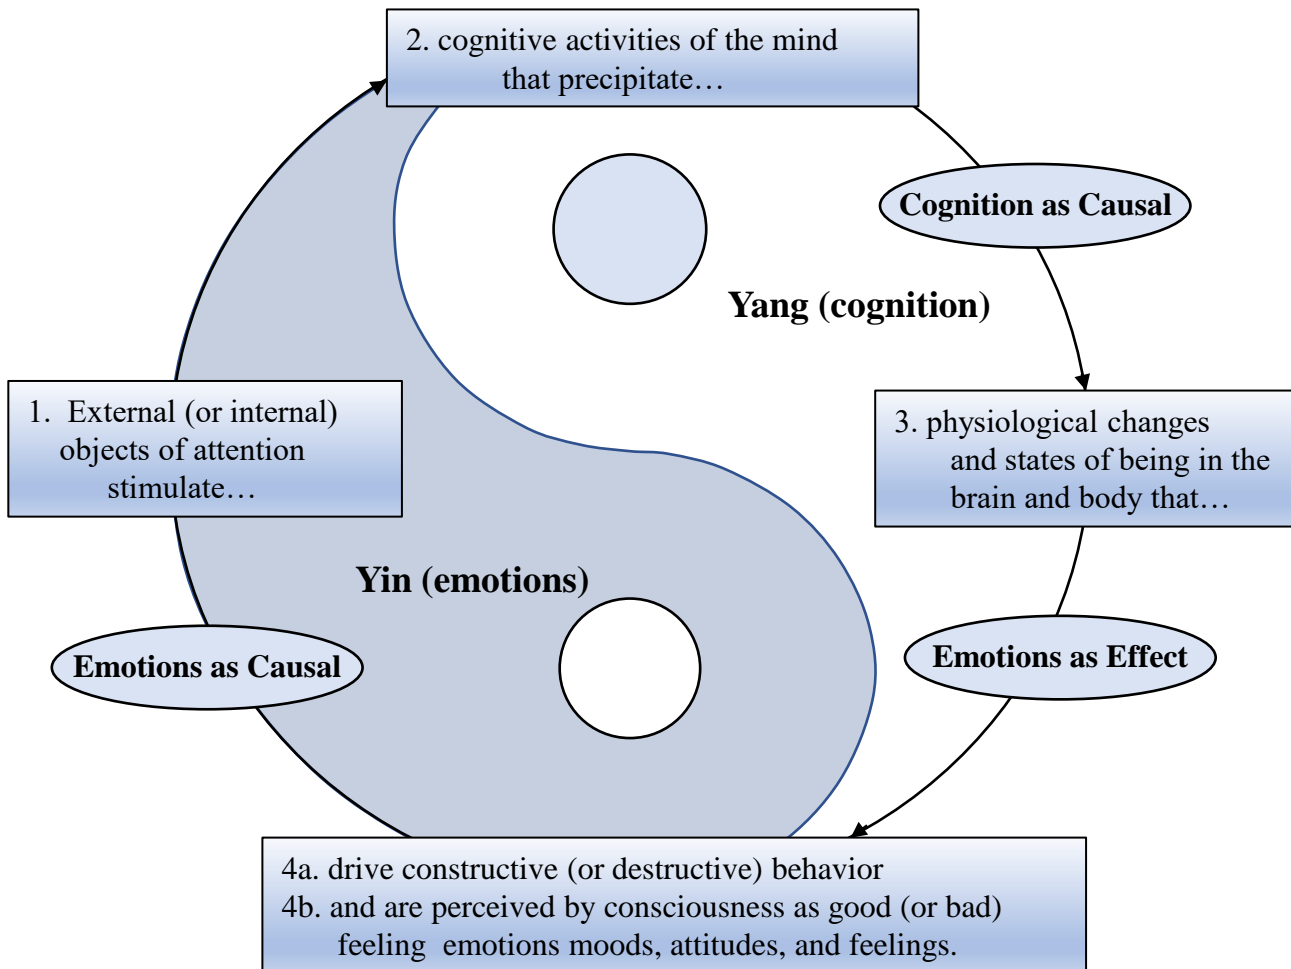 2. cognitive activities of the mind
that precipitate…
Cognition as Causal
Yang (cognition)
1. External (or internal)
objects of attention
stimulate…
3. physiological changes
and states of being in the
brain and body that…
Yin (emotions)
Emotions as Causal
Emotions as Effect
4a. drive constructive (or destructive) behavior
4b. and are perceived by consciousness as good (or bad)
feeling emotions moods, attitudes, and feelings.